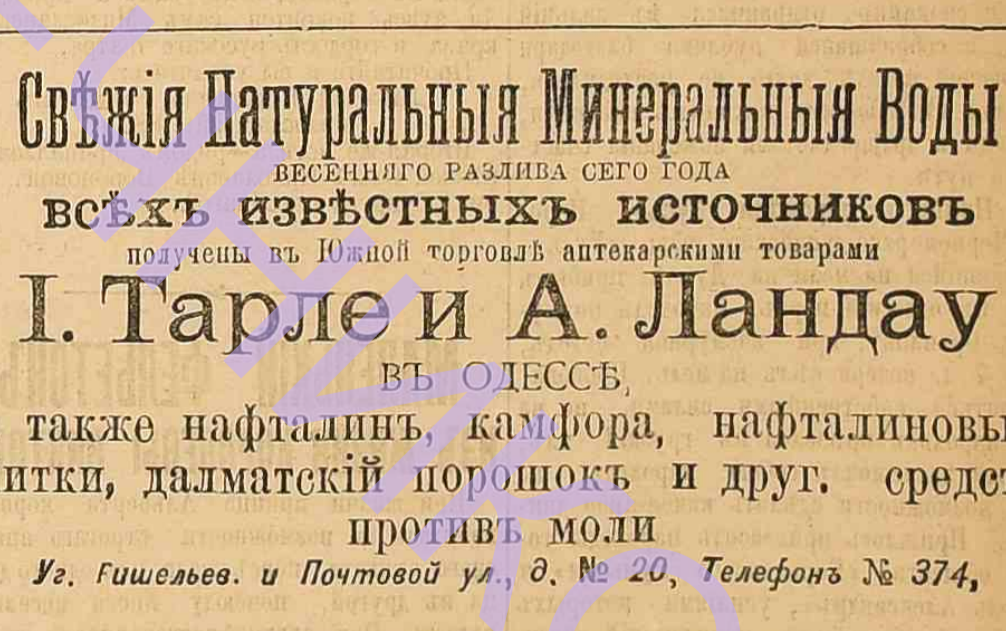 Свѣжія Натуральныя Минеральныя Воды
ВЕСЕННЯГО РАЗЛИВА СЕГО ГОДА
всѣхъ извѣстныхъ источниковъ
получены въ Южной торговлѣ аптекарскими товарами
І. Тарле и А. Ландау
ВЪ ОДЕССѢ,
также нафталинъ, камфора, нафталиновы
итки, далматскій порошокъ и друг. средст
противъ моли
Уг. Ришельев. и Почтовой ул., д. № 20, Телефонъ № 374,